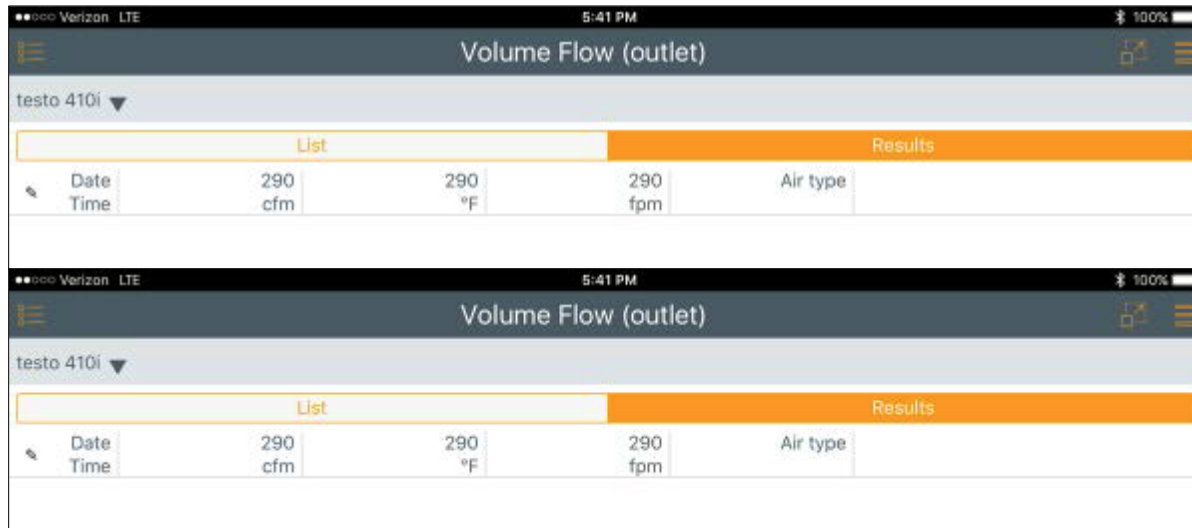 Verizon LTE 5:41 PM 100%
Volume Flow (outlet)
testo 410i
List Results
Date 290 290 290 Air type
Time cfm °F fpm
Verizon LTE 5:41 PM 100%
Volume Flow (outlet)
testo 410i
List Results
Date 290 290 290 Air type
Time cfm °F fpm